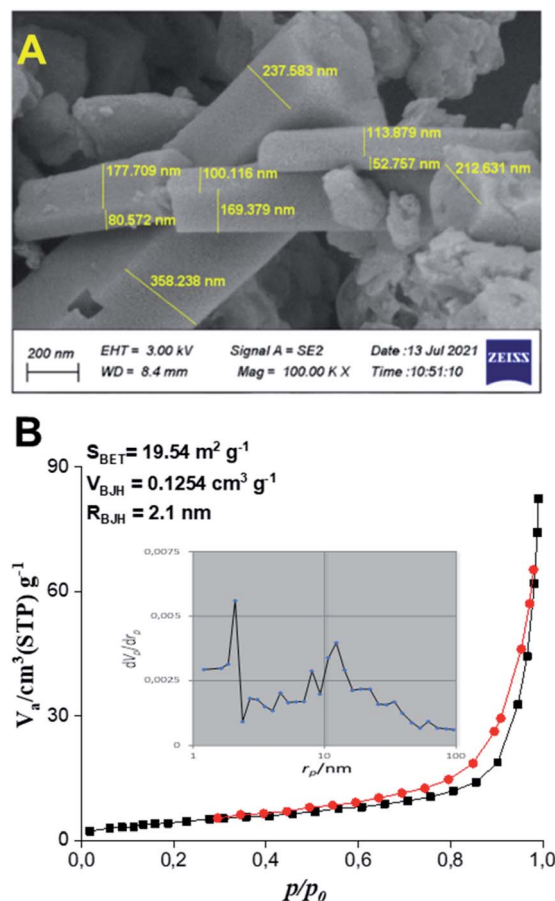 A
237.583 nm
113.879 nm
177.709 nm
100.116 nm
52.757 nm
212.631 nm
80.572 nm
169.379 nm
358.238 nm
200 nm
EHT = 3.00 kV
Signal A = SE2
Date :13 Jul 2021
WD = 8.4 mm
Mag = 100.00 K X
Time :10:51:10
ZEISS
B
S_BET= 19.54 m² g⁻¹
V_BJH = 0.1254 cm³ g⁻¹
R_BJH = 2.1 nm
90
60
30
0
Vₐ/cm³(STP) g⁻¹
0,0075
0,005
0,0025
0
dVₚ/drₚ
1
10
100
rₚ/nm
0,0
0,2
0,4
0,6
0,8
1,0
p/p₀